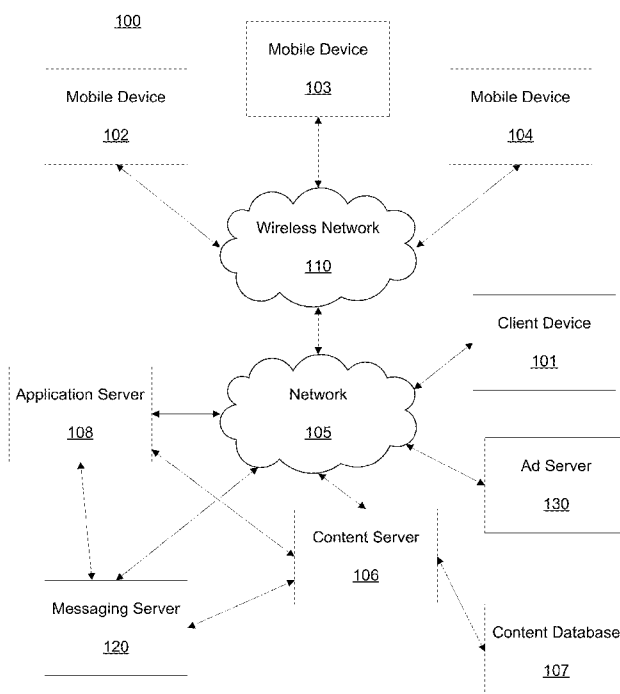 100
Mobile Device
103
Mobile Device
102
Mobile Device
104
Wireless Network
110
Client Device
101
Network
105
Application Server
108
Ad Server
130
Content Server
106
Messaging Server
120
Content Database
107